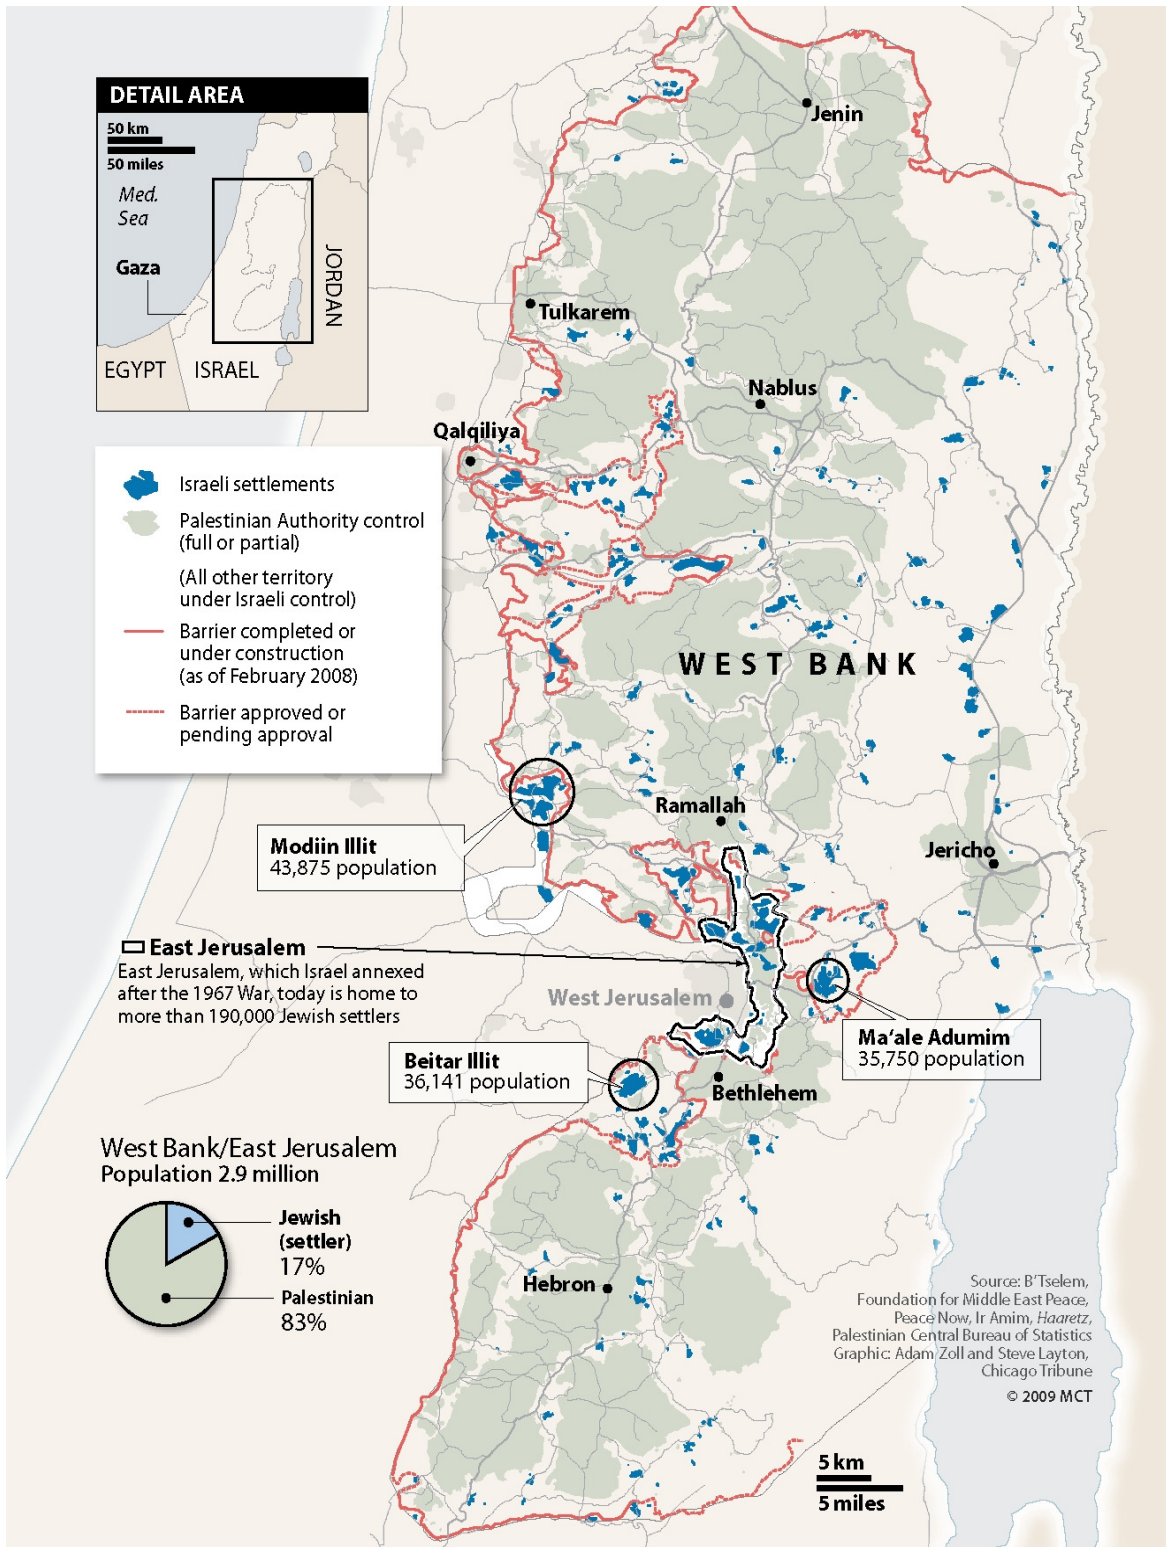 DETAIL AREA
50 km
50 miles
Med.
Sea
Gaza
JORDAN
EGYPT
ISRAEL
Jenin
Tulkarem
Nablus
Qalqiliya
Israeli settlements
Palestinian Authority control
(full or partial)
(All other territory
under Israeli control)
Barrier completed or
under construction
(as of February 2008)
Barrier approved or
pending approval
WEST BANK
Ramallah
Modiin Illit
43,875 population
Jericho
East Jerusalem
East Jerusalem, which Israel annexed
after the 1967 War, today is home to
more than 190,000 Jewish settlers
West Jerusalem
Ma'ale Adumim
35,750 population
Beitar Illit
36,141 population
Bethlehem
West Bank/East Jerusalem
Population 2.9 million
Jewish
(settler)
17%
Palestinian
83%
Hebron
Source: B'Tselem,
Foundation for Middle East Peace,
Peace Now, Ir Amim, Haaretz,
Palestinian Central Bureau of Statistics
Graphic: Adam Zoll and Steve Layton,
Chicago Tribune
© 2009 MCT
5 km
5 miles